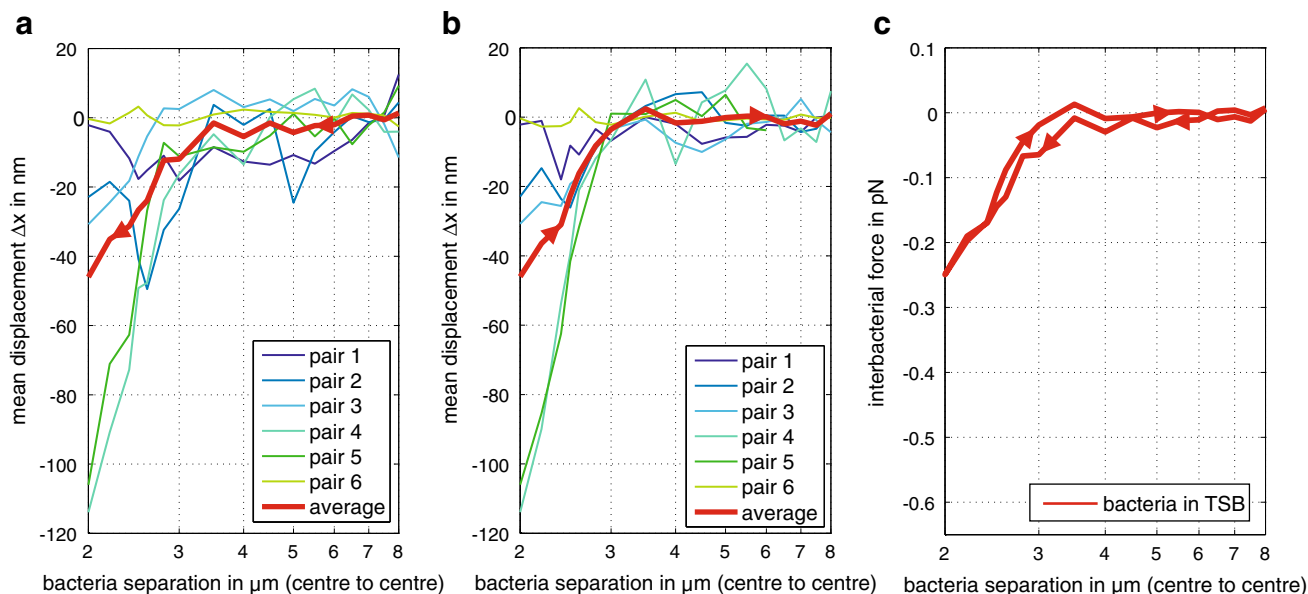 a
20
0
-20
-40
-60
-80
-100
-120
mean displacement Δx in nm
2
3
4
5
6
7
8
bacteria separation in µm (centre to centre)
pair 1
pair 2
pair 3
pair 4
pair 5
pair 6
average
b
20
0
-20
-40
-60
-80
-100
-120
mean displacement Δx in nm
2
3
4
5
6
7
8
bacteria separation in µm (centre to centre)
pair 1
pair 2
pair 3
pair 4
pair 5
pair 6
average
c
0.1
0
-0.1
-0.2
-0.3
-0.4
-0.5
-0.6
interbacterial force in pN
2
3
4
5
6
7
8
bacteria separation in µm (centre to centre)
bacteria in TSB